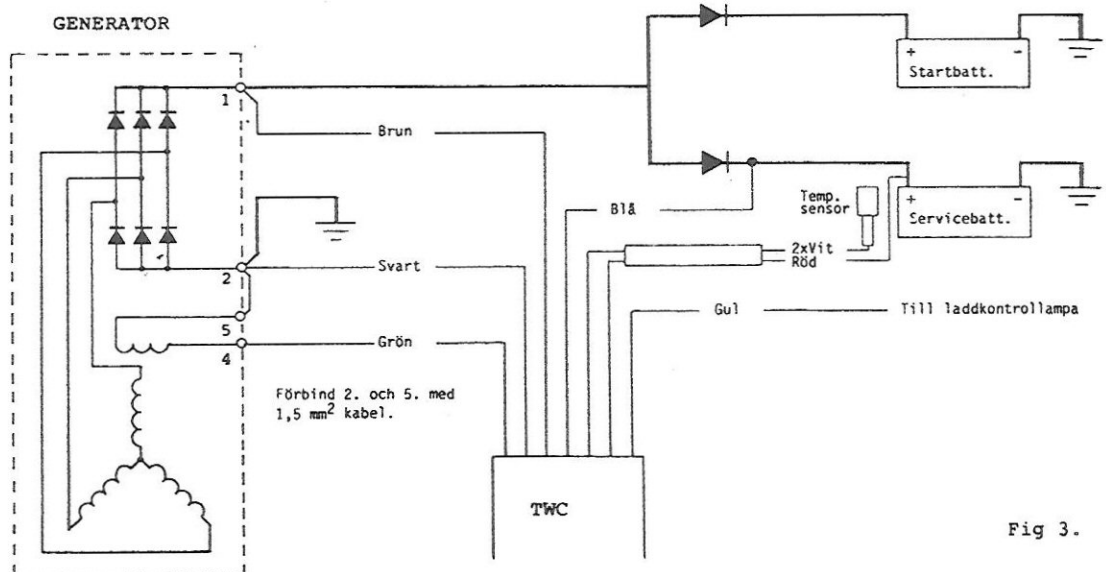 GENERATOR
+ -
Startbatt.
1
Brun
Blå
Temp.
sensor
+ -
Servicebatt.
2
Svart
2xVit
Röd
5
4
Grön
Gul
Till laddkontrollampa
Förbind 2. och 5. med
1,5 mm² kabel.
TWC
Fig 3.